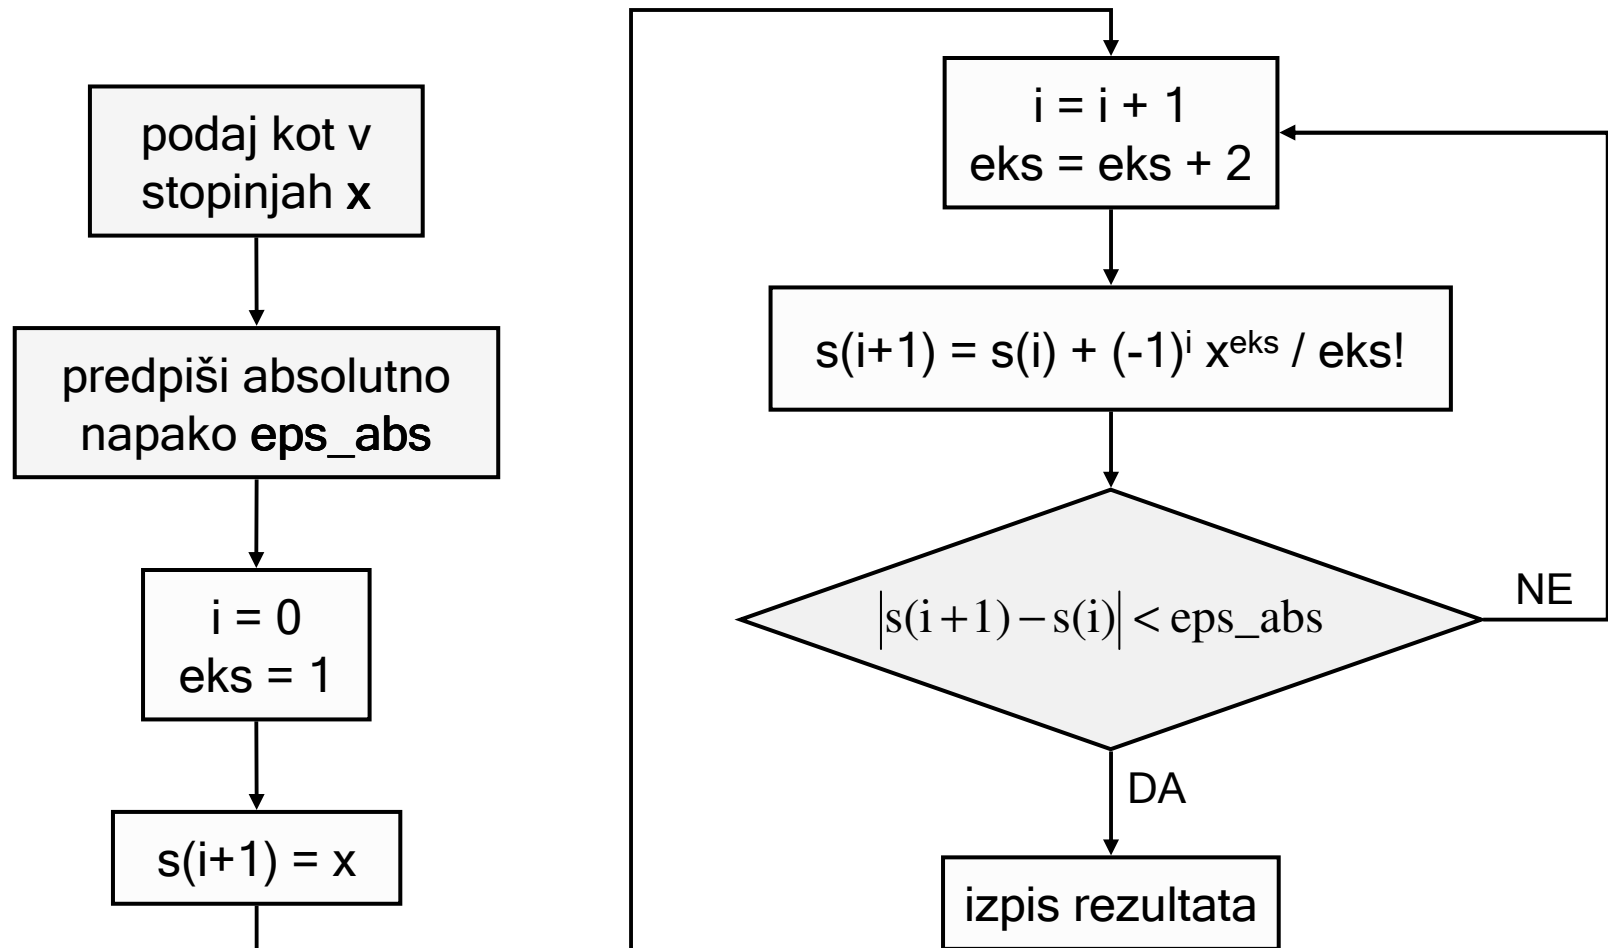 podaj kot v
stopinjah x
predpiši absolutno
napako eps_abs
i = 0
eks = 1
s(i+1) = x
i = i + 1
eks = eks + 2
s(i+1) = s(i) + (-1)^i x^eks / eks!
|s(i+1)−s(i)| < eps_abs
NE
DA
izpis rezultata